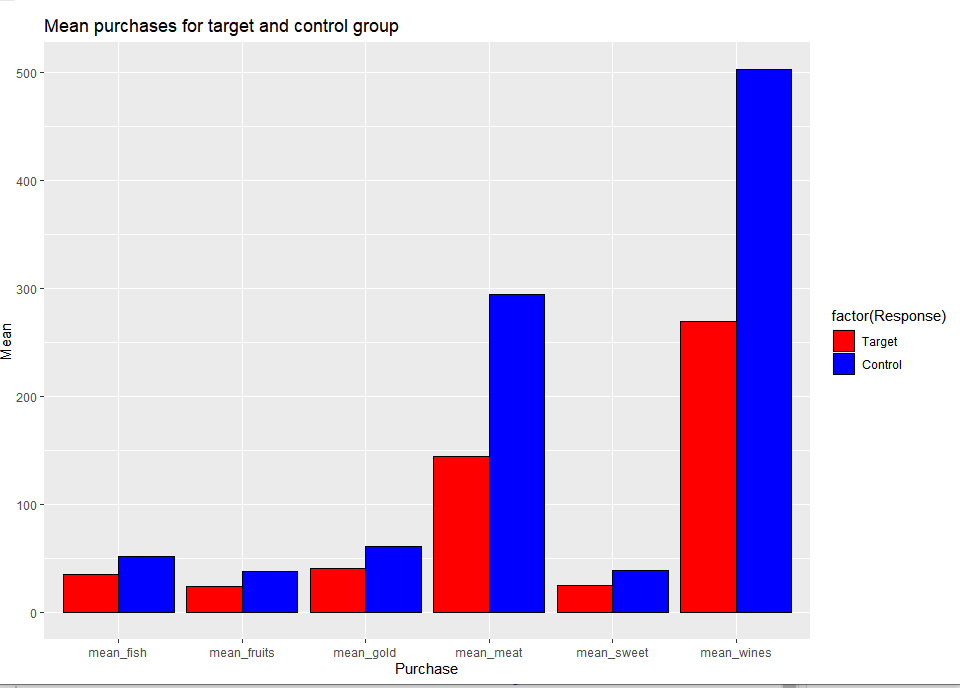 Mean purchases for target and control group
500
400
300
200
100
0
Mean
mean_fish mean_fruits mean_gold mean_meat mean_sweet mean_wines
Purchase
factor(Response)
Target
Control